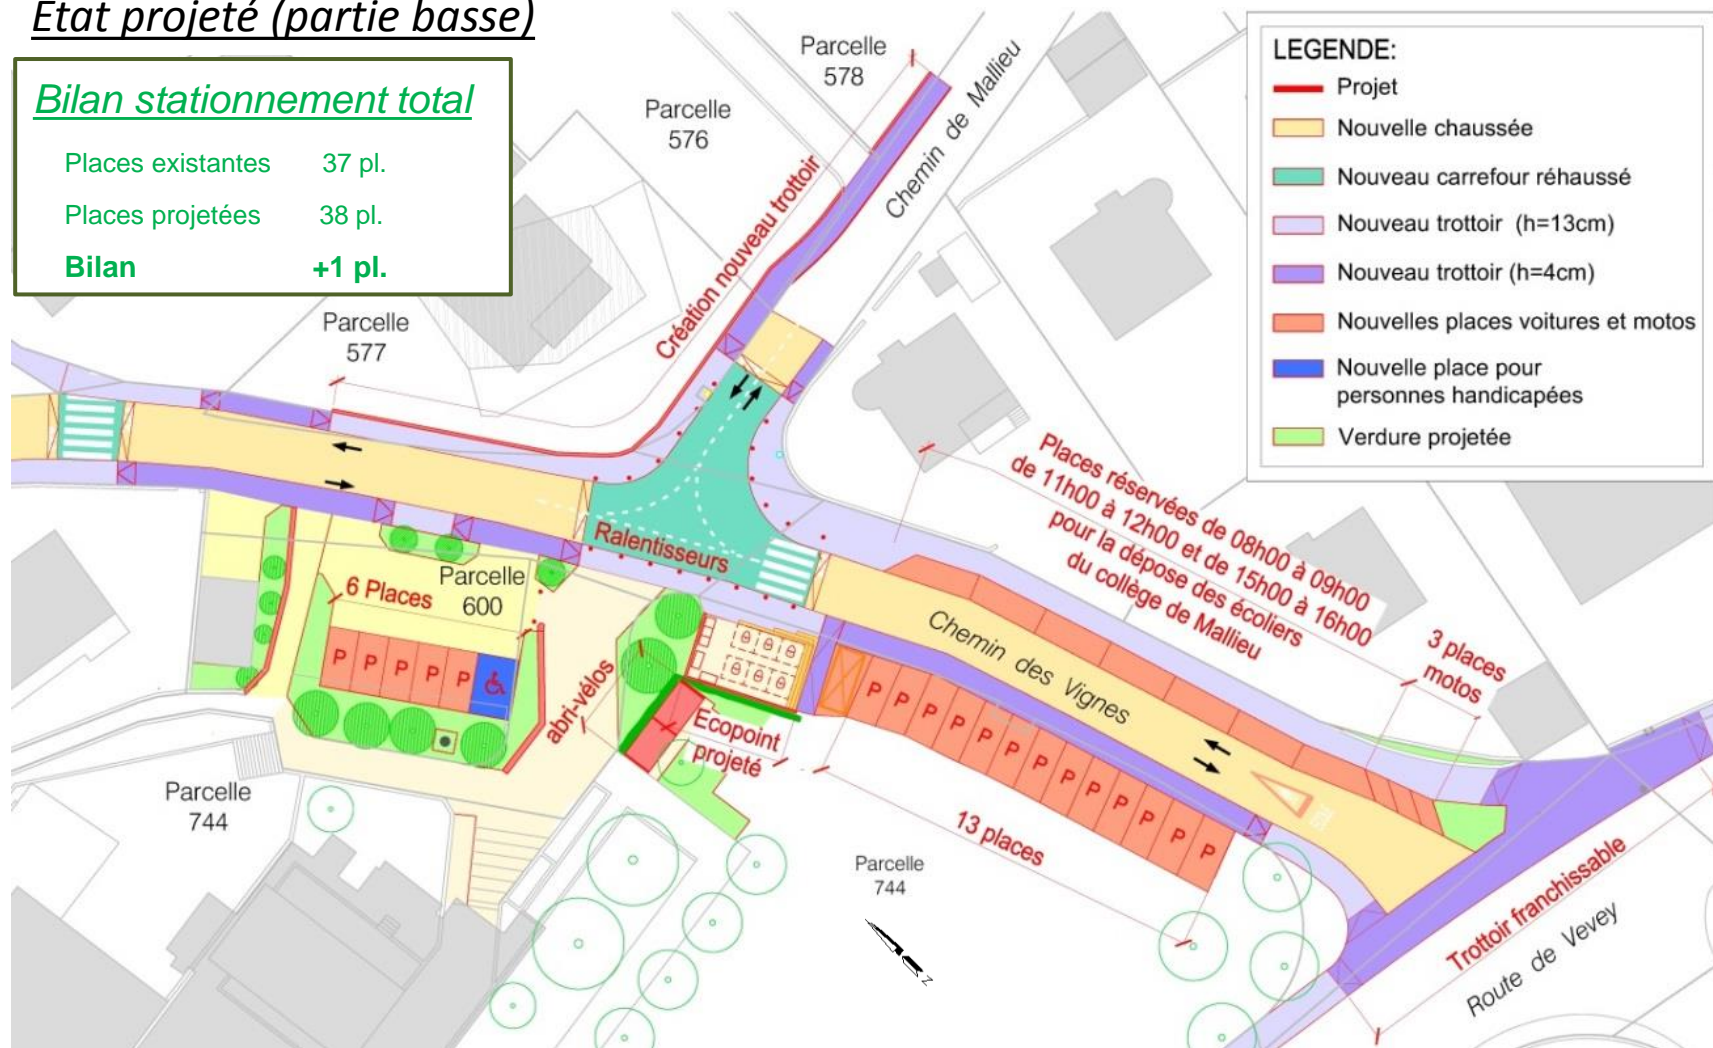 Etat projeté (partie basse)
Bilan stationnement total
Places existantes 37 pl.
Places projetées 38 pl.
Bilan +1 pl.
LEGENDE:
Projet
Nouvelle chaussée
Nouveau carrefour réhaussé
Nouveau trottoir (h=13cm)
Nouveau trottoir (h=4cm)
Nouvelles places voitures et motos
Nouvelle place pour
personnes handicapées
Verdure projetée
Parcelle
578
Parcelle
576
Chemin de Mallieu
Création nouveau trottoir
Parcelle
577
Places réservées de 08h00 à 09h00
de 11h00 à 12h00 et de 15h00 à 16h00
pour la dépose des écoliers
du collège de Mallieu
3 places
motos
Ralentisseurs
6 Places
Parcelle
600
P P P P P
Chemin des Vignes
abri-vélos
Ecopoint
projeté
P P P P P P P P P P P P P
13 places
Parcelle
744
Parcelle
744
Trottoir franchissable
Route de Vevey
Z